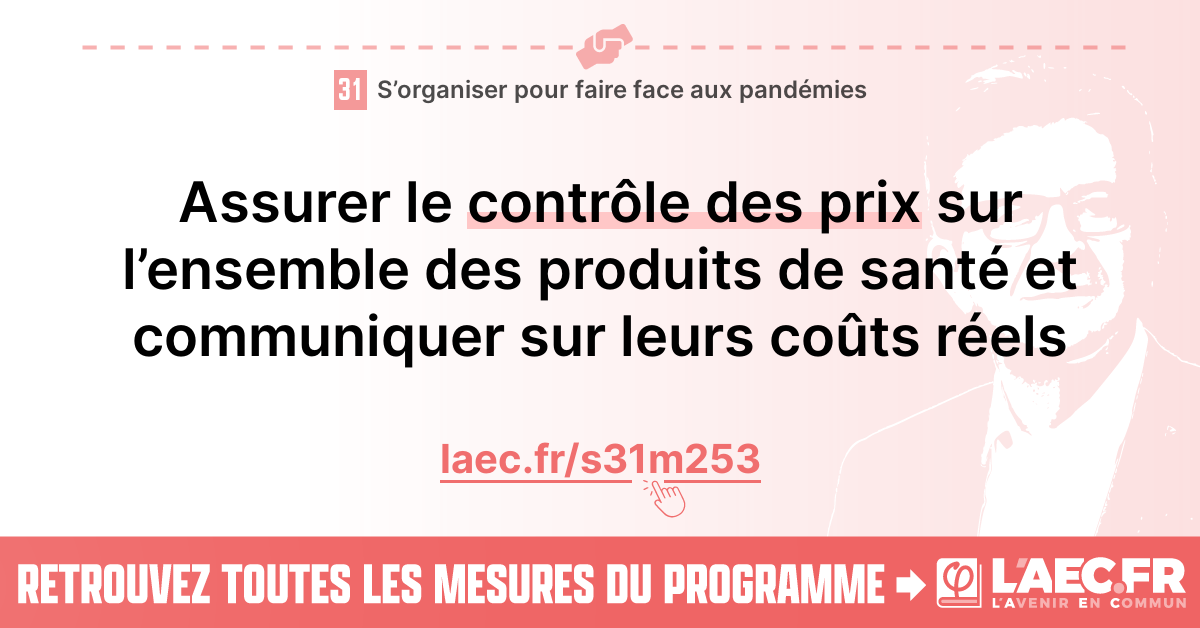 31 S’organiser pour faire face aux pandémies
Assurer le contrôle des prix sur
l’ensemble des produits de santé et
communiquer sur leurs coûts réels
laec.fr/s31m253
RETROUVEZ TOUTES LES MESURES DU PROGRAMME
φ L'AEC.FR
L'AVENIR EN COMMUN